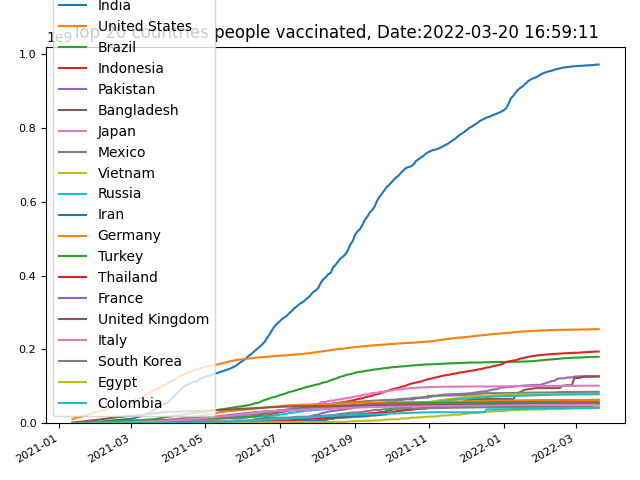 Top 20 countries people vaccinated, Date:2022-03-20 16:59:11
1e9
India
United States
Brazil
Indonesia
Pakistan
Bangladesh
Japan
Mexico
Vietnam
Russia
Iran
Germany
Turkey
Thailand
France
United Kingdom
Italy
South Korea
Egypt
Colombia
1.0
0.8
0.6
0.4
0.2
0.0
2021-01
2021-03
2021-05
2021-07
2021-09
2021-11
2022-01
2022-03